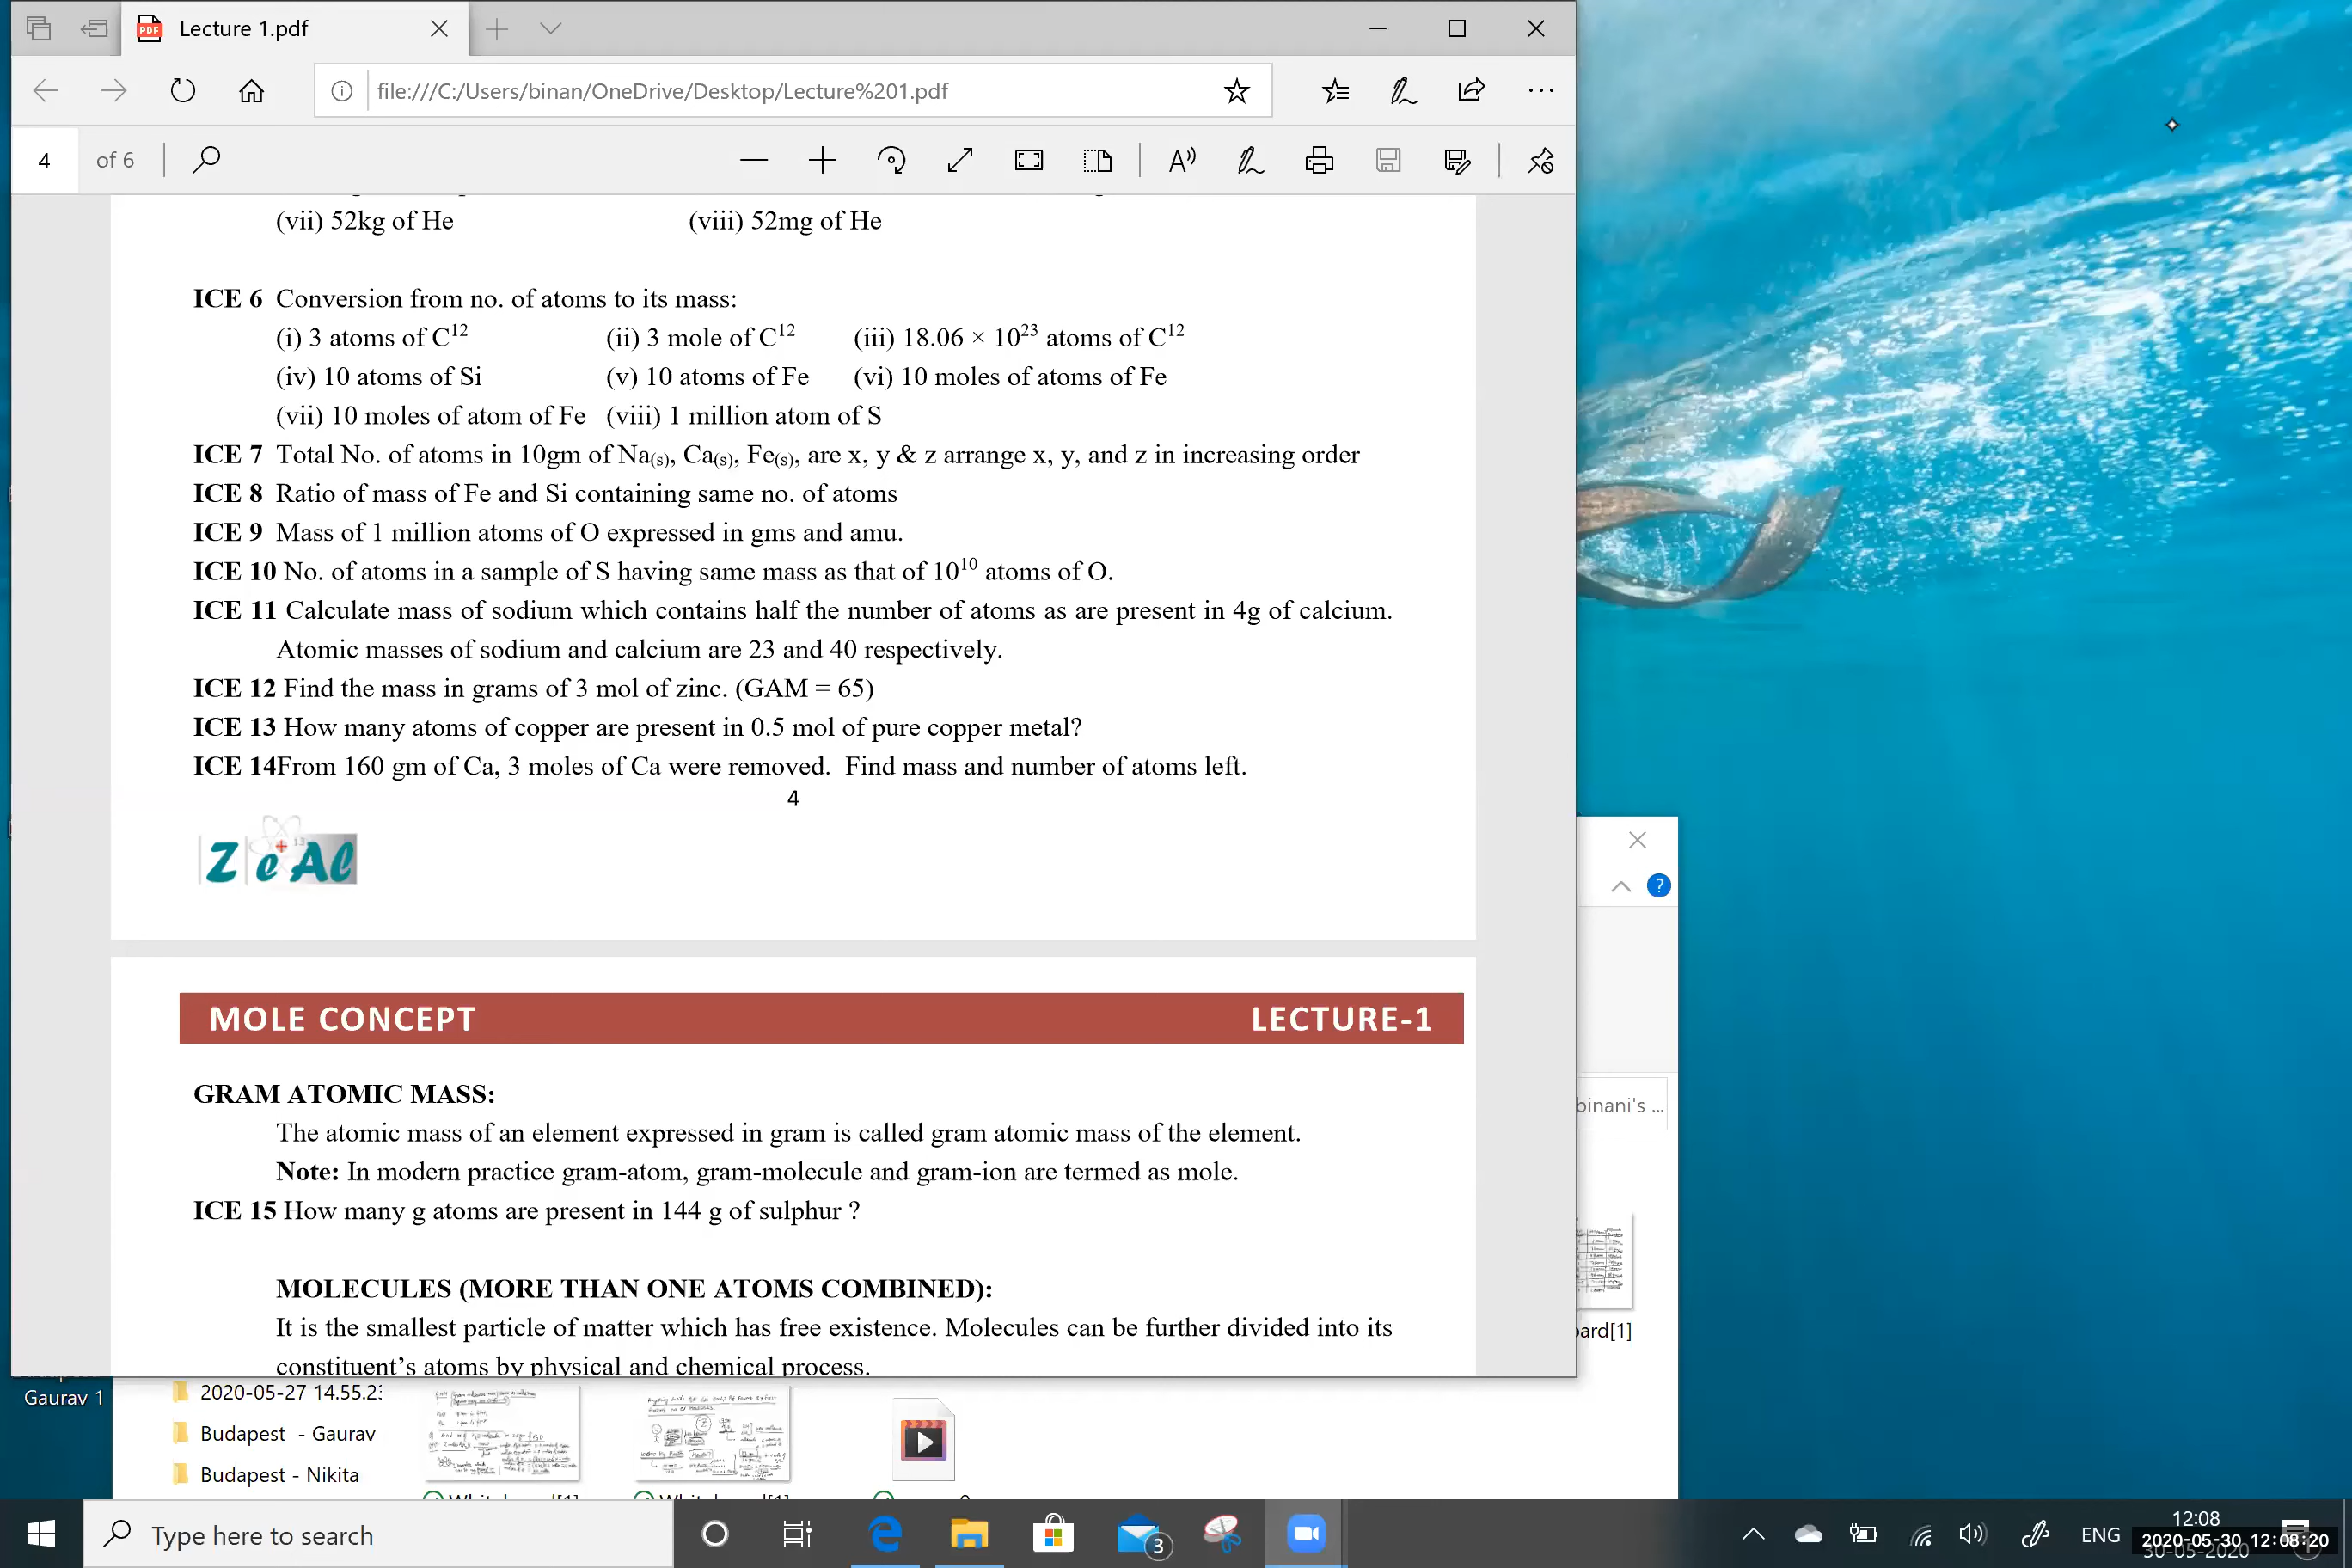 Lecture 1.pdf
file:///C:/Users/binan/OneDrive/Desktop/Lecture%201.pdf
4 of 6
(vii) 52kg of He (viii) 52mg of He
ICE 6 Conversion from no. of atoms to its mass:
(i) 3 atoms of C¹² (ii) 3 mole of C¹² (iii) 18.06 × 10²³ atoms of C¹²
(iv) 10 atoms of Si (v) 10 atoms of Fe (vi) 10 moles of atoms of Fe
(vii) 10 moles of atom of Fe (viii) 1 million atom of S
ICE 7 Total No. of atoms in 10gm of Na(s), Ca(s), Fe(s), are x, y & z arrange x, y, and z in increasing order
ICE 8 Ratio of mass of Fe and Si containing same no. of atoms
ICE 9 Mass of 1 million atoms of O expressed in gms and amu.
ICE 10 No. of atoms in a sample of S having same mass as that of 10¹⁰ atoms of O.
ICE 11 Calculate mass of sodium which contains half the number of atoms as are present in 4g of calcium.
Atomic masses of sodium and calcium are 23 and 40 respectively.
ICE 12 Find the mass in grams of 3 mol of zinc. (GAM = 65)
ICE 13 How many atoms of copper are present in 0.5 mol of pure copper metal?
ICE 14From 160 gm of Ca, 3 moles of Ca were removed. Find mass and number of atoms left.
4
ZeAl
13
MOLE CONCEPT LECTURE-1
GRAM ATOMIC MASS:
The atomic mass of an element expressed in gram is called gram atomic mass of the element.
Note: In modern practice gram-atom, gram-molecule and gram-ion are termed as mole.
ICE 15 How many g atoms are present in 144 g of sulphur ?
MOLECULES (MORE THAN ONE ATOMS COMBINED):
It is the smallest particle of matter which has free existence. Molecules can be further divided into its
constituent's atoms by physical and chemical process.
binani's ...
ard[1]
Gaurav 1
2020-05-27 14.55.2
Budapest - Gaurav
Budapest - Nikita
Type here to search
3
ENG
12:08
2020-05-30 12:08:20
30-05-2020